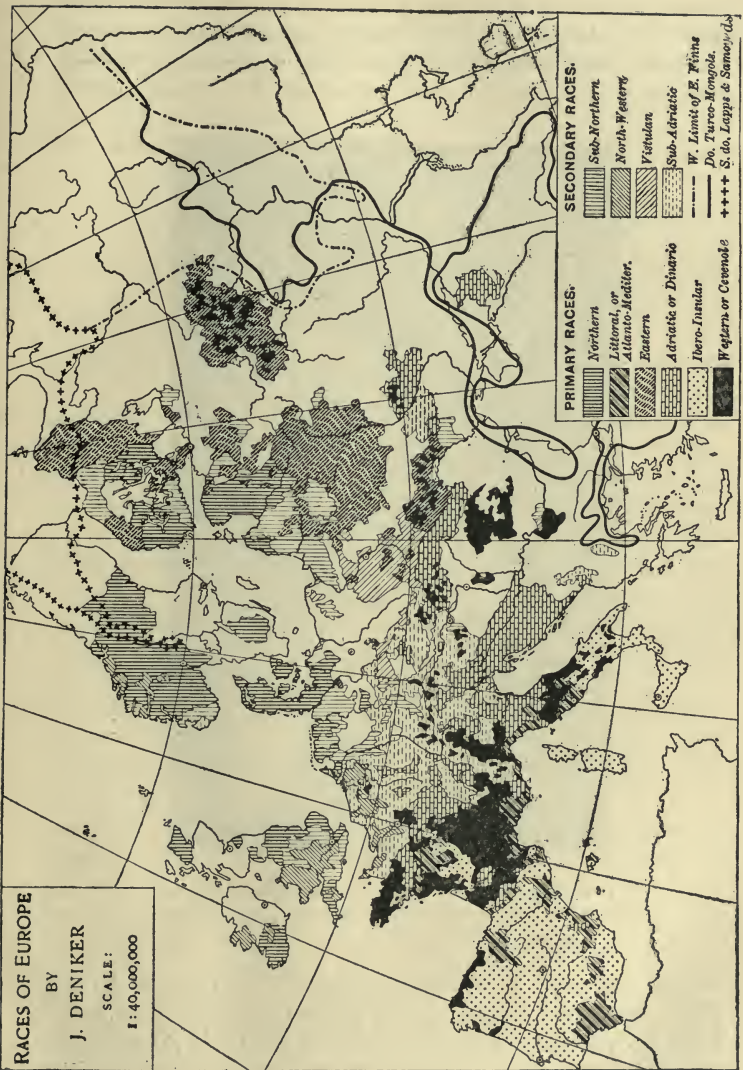 RACES OF EUROPE
BY
J. DENIKER
SCALE:
1:40,000,000
PRIMARY RACES.
Northern
Littoral, or
Atlanto-Mediter.
Eastern
Adriatic or Dinaric
Ibero-Insular
Western or Cevenole
SECONDARY RACES.
Sub-Northern
North-Western
Vistulan
Sub-Adriatic
W. Limit of E. Finns
Do. Turco-Mongols.
S. do. Lapps & Samoyeds